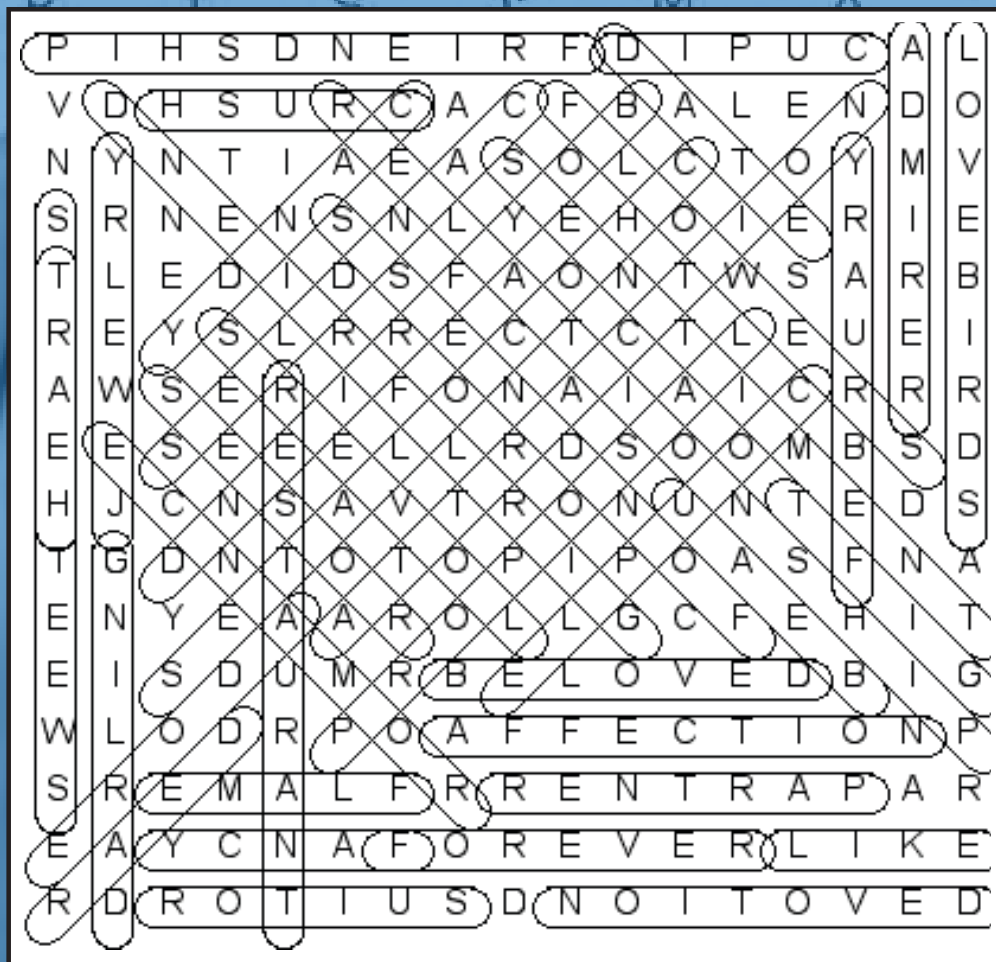 P I H S D N E I R F D I P U C A L
V D H S U R C A C F B A L E N D O
N Y N T I A E A S O L C T O Y M V
S R N E N S N L Y E H O I E R I E
T L E D I D S F A O N T W S A R B
R E Y S L R R E C T C T L E U E I
A W S E R I F O N A I A I C R R R
E E S E E E L L R D S O O M B S D
H J C N S A V T R O N U N T E D S
T G D N T O T O P I P O A S F N A
E N Y E A A R O L L G C F E H I T
E I S D U M R B E L O V E D B I G
W L O D R P O A F F E C T I O N P
S R E M A L F R R E N T R A P A R
E A Y C N A F O R E V E R L I K E
R D R O T I U S D N O I T O V E D